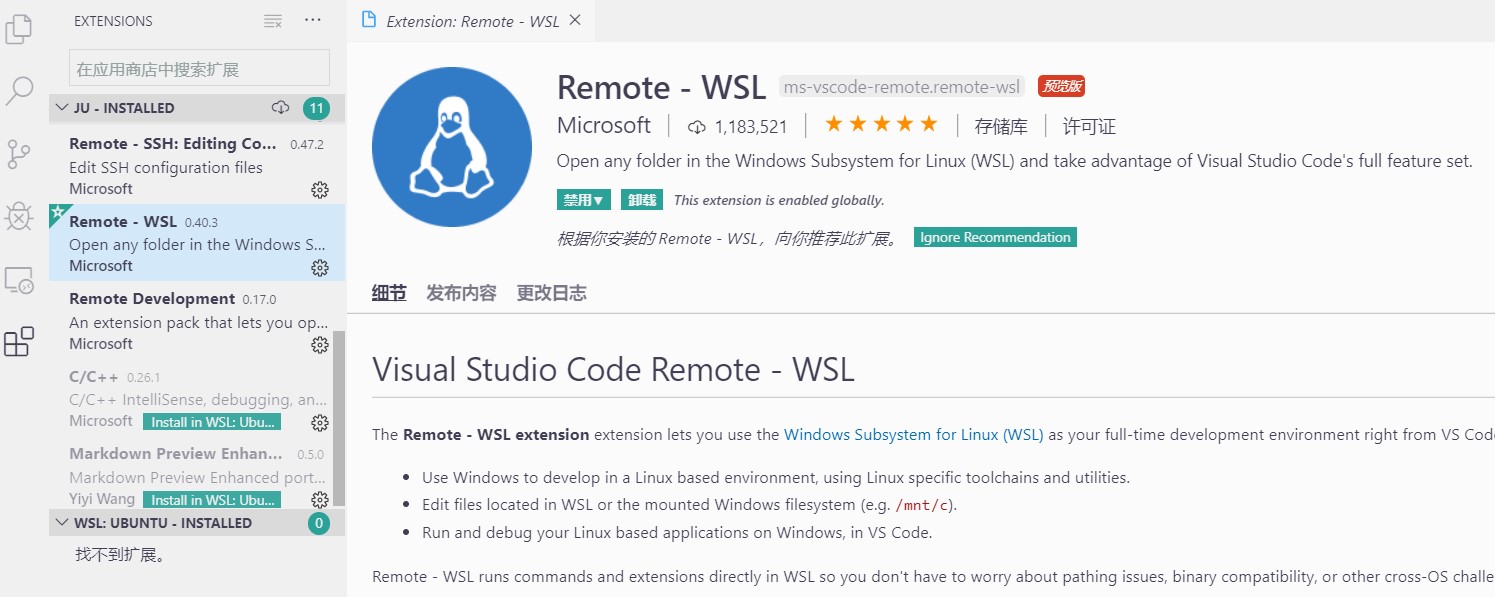 EXTENSIONS
在应用商店中搜索扩展
JU - INSTALLED
11
Remote - SSH: Editing Co... 0.47.2
Edit SSH configuration files
Microsoft
Remote - WSL 0.40.3
Open any folder in the Windows S...
Microsoft
Remote Development 0.17.0
An extension pack that lets you op...
Microsoft
C/C++ 0.26.1
C/C++ IntelliSense, debugging, an...
Microsoft Install in WSL: Ubu...
Markdown Preview Enhan... 0.5.0
Markdown Preview Enhanced port...
Yiyi Wang Install in WSL: Ubu...
WSL: UBUNTU - INSTALLED
0
找不到扩展。
Extension: Remote - WSL
Remote - WSL ms-vscode-remote.remote-wsl 预览版
Microsoft 1,183,521 存储库 许可证
Open any folder in the Windows Subsystem for Linux (WSL) and take advantage of Visual Studio Code's full feature set.
禁用▼ 卸载 This extension is enabled globally.
根据你安装的 Remote - WSL，向你推荐此扩展。 Ignore Recommendation
细节 发布内容 更改日志
Visual Studio Code Remote - WSL
The Remote - WSL extension extension lets you use the Windows Subsystem for Linux (WSL) as your full-time development environment right from VS Cod
• Use Windows to develop in a Linux based environment, using Linux specific toolchains and utilities.
• Edit files located in WSL or the mounted Windows filesystem (e.g. /mnt/c).
• Run and debug your Linux based applications on Windows, in VS Code.
Remote - WSL runs commands and extensions directly in WSL so you don't have to worry about pathing issues, binary compatibility, or other cross-OS challe